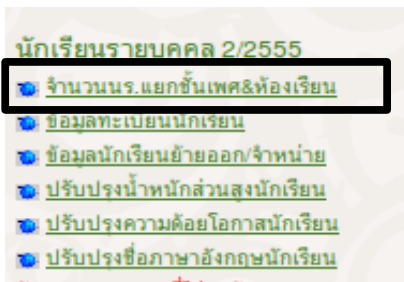 นักเรียนรายบุคคล 2/2555
จำนวนนร.แยกชั้นเพศ&ห้องเรียน
ข้อมูลทะเบียนนักเรียน
ข้อมูลนักเรียนย้ายออก/จำหน่าย
ปรับปรุงน้ำหนักส่วนสูงนักเรียน
ปรับปรุงความด้อยโอกาสนักเรียน
ปรับปรุงชื่อภาษาอังกฤษนักเรียน